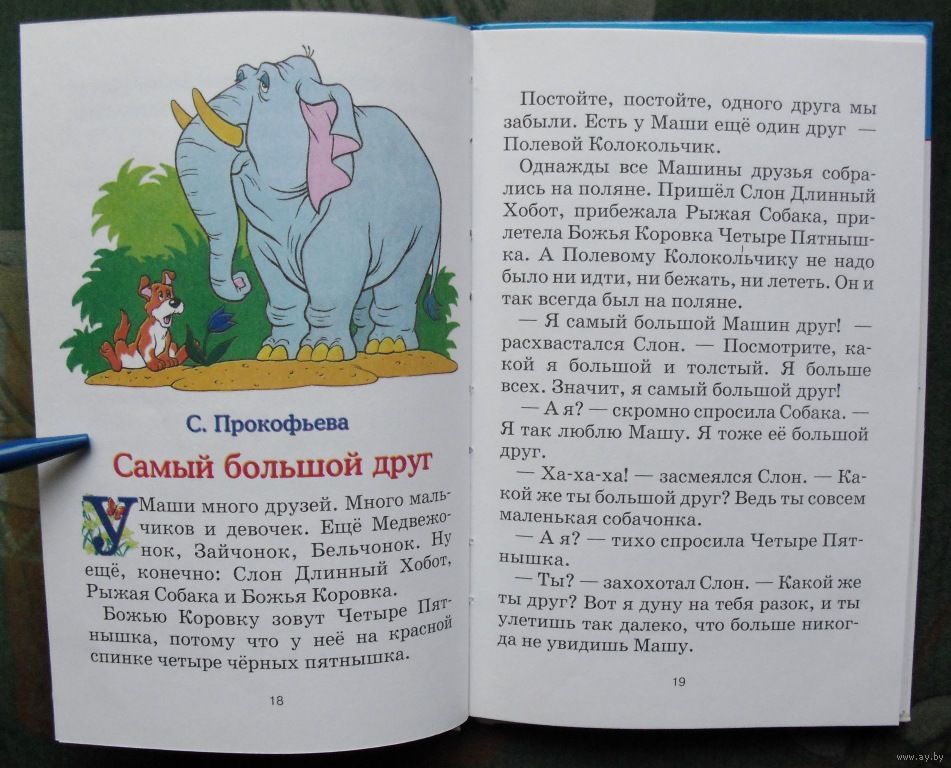 С. Прокофьева
Самый большой друг
У Маши много друзей. Много маль-
чиков и девочек. Ещё Медвежо-
нок, Зайчонок, Бельчонок. Ну
ещё, конечно: Слон Длинный Хобот,
Рыжая Собака и Божья Коровка.
Божью Коровку зовут Четыре Пят-
нышка, потому что у неё на красной
спинке четыре чёрных пятнышка.
18
Постойте, постойте, одного друга мы
забыли. Есть у Маши ещё один друг —
Полевой Колокольчик.
Однажды все Машины друзья собра-
лись на поляне. Пришёл Слон Длинный
Хобот, прибежала Рыжая Собака, при-
летела Божья Коровка Четыре Пятныш-
ка. А Полевому Колокольчику не надо
было ни идти, ни бежать, ни лететь. Он и
так всегда был на поляне.
— Я самый большой Машин друг! —
расхвастался Слон. — Посмотрите, ка-
кой я большой и толстый. Я больше
всех. Значит, я самый большой друг!
— А я? — скромно спросила Собака. —
Я так люблю Машу. Я тоже её большой
друг.
— Ха-ха-ха! — засмеялся Слон. — Ка-
кой же ты большой друг? Ведь ты совсем
маленькая собачонка.
— А я? — тихо спросила Четыре Пят-
нышка.
— Ты? — захохотал Слон. — Какой же
ты друг? Вот я дуну на тебя разок, и ты
улетишь так далеко, что больше никог-
да не увидишь Машу.
19
www.ay.by